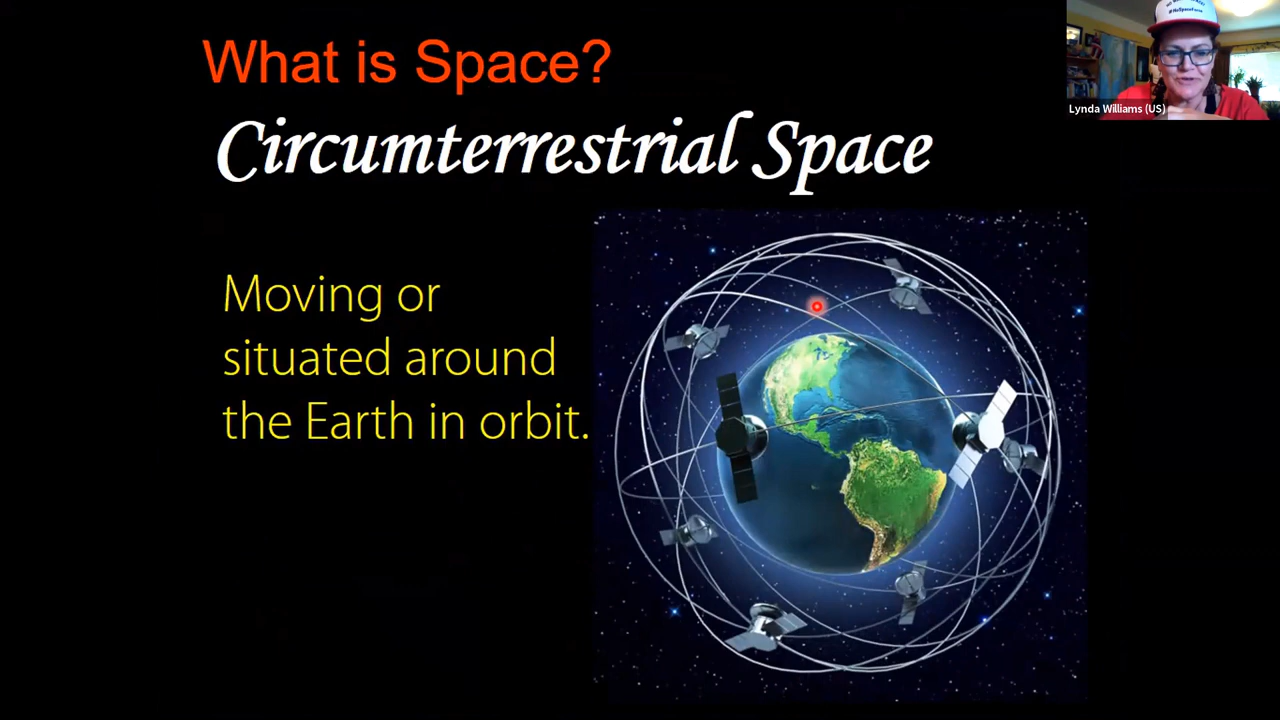 What is Space?
Circumterrestrial Space
Moving or
situated around
the Earth in orbit.
Lynda Williams (US)